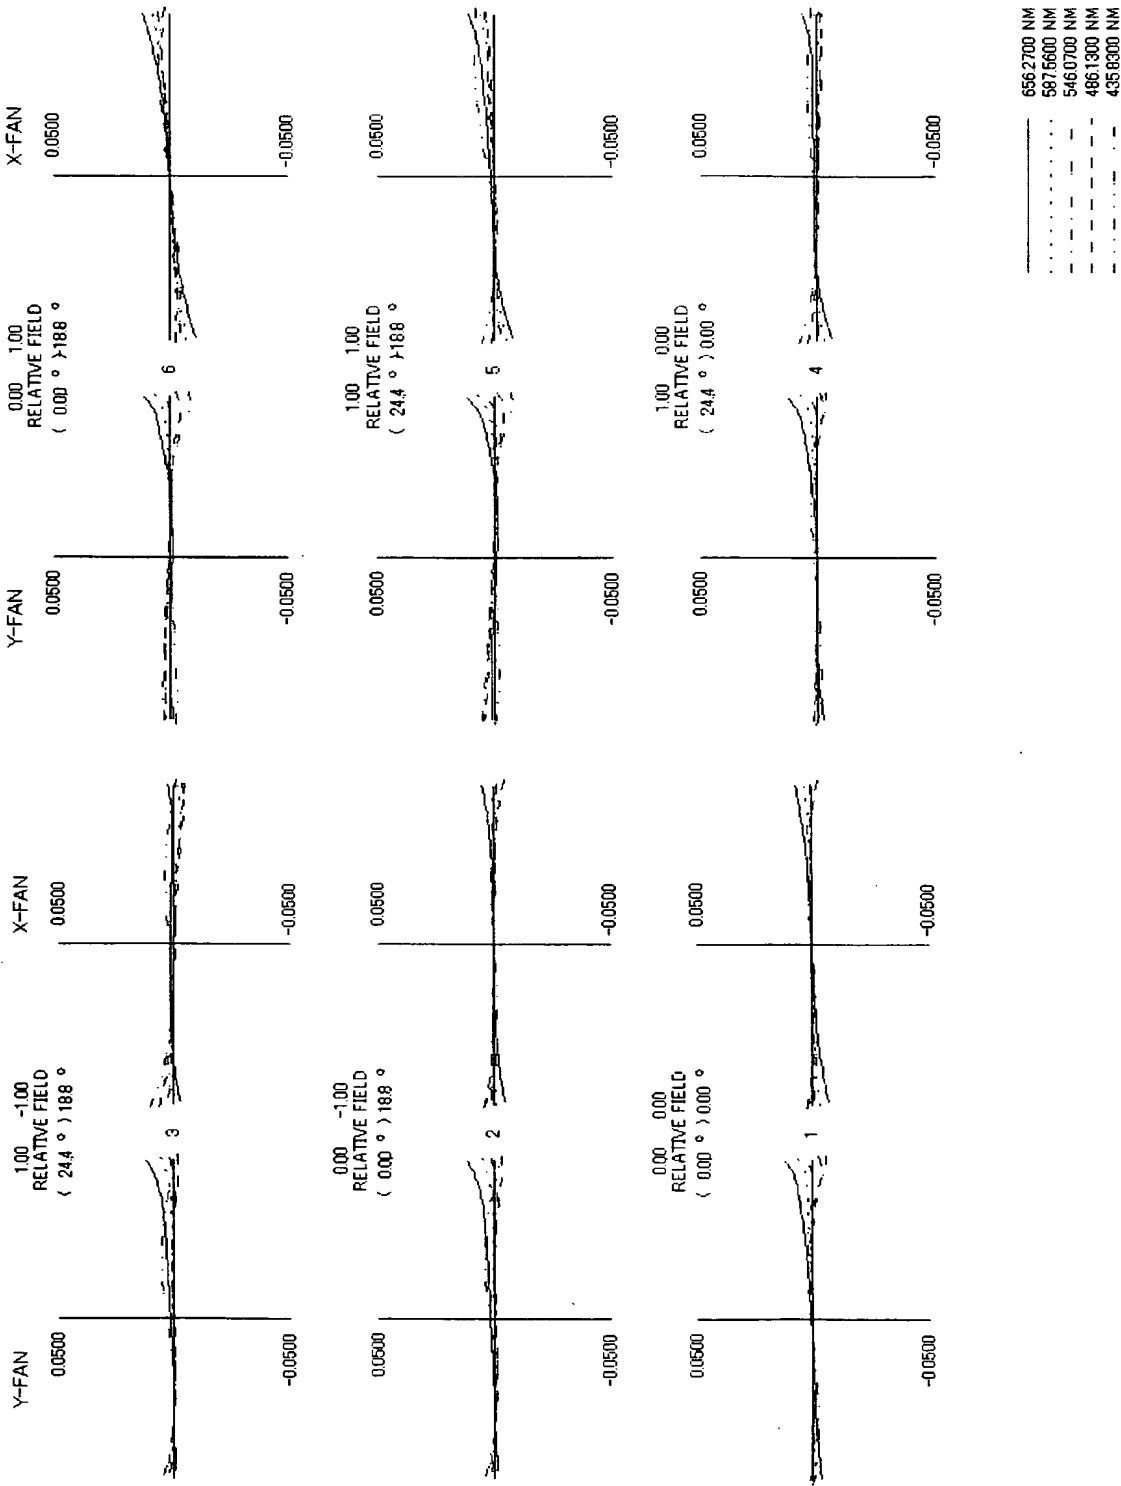 Y-FAN
X-FAN
Y-FAN
X-FAN
1.00 -1.00
RELATIVE FIELD
( 24.4 ° ) 18.8 °
0.0500
-0.0500
3
0.0500
-0.0500
0.00 1.00
RELATIVE FIELD
( 0.00 ° )-18.8 °
0.0500
-0.0500
6
0.0500
-0.0500
0.00 -1.00
RELATIVE FIELD
( 0.00 ° ) 18.8 °
0.0500
-0.0500
2
0.0500
-0.0500
1.00 1.00
RELATIVE FIELD
( 24.4 ° )-18.8 °
0.0500
-0.0500
5
0.0500
-0.0500
0.00 0.00
RELATIVE FIELD
( 0.00 ° ) 0.00 °
0.0500
-0.0500
1
0.0500
-0.0500
1.00 0.00
RELATIVE FIELD
( 24.4 ° ) 0.00 °
0.0500
-0.0500
4
0.0500
-0.0500
656.2700 NM
587.5600 NM
546.0700 NM
486.1300 NM
435.8300 NM